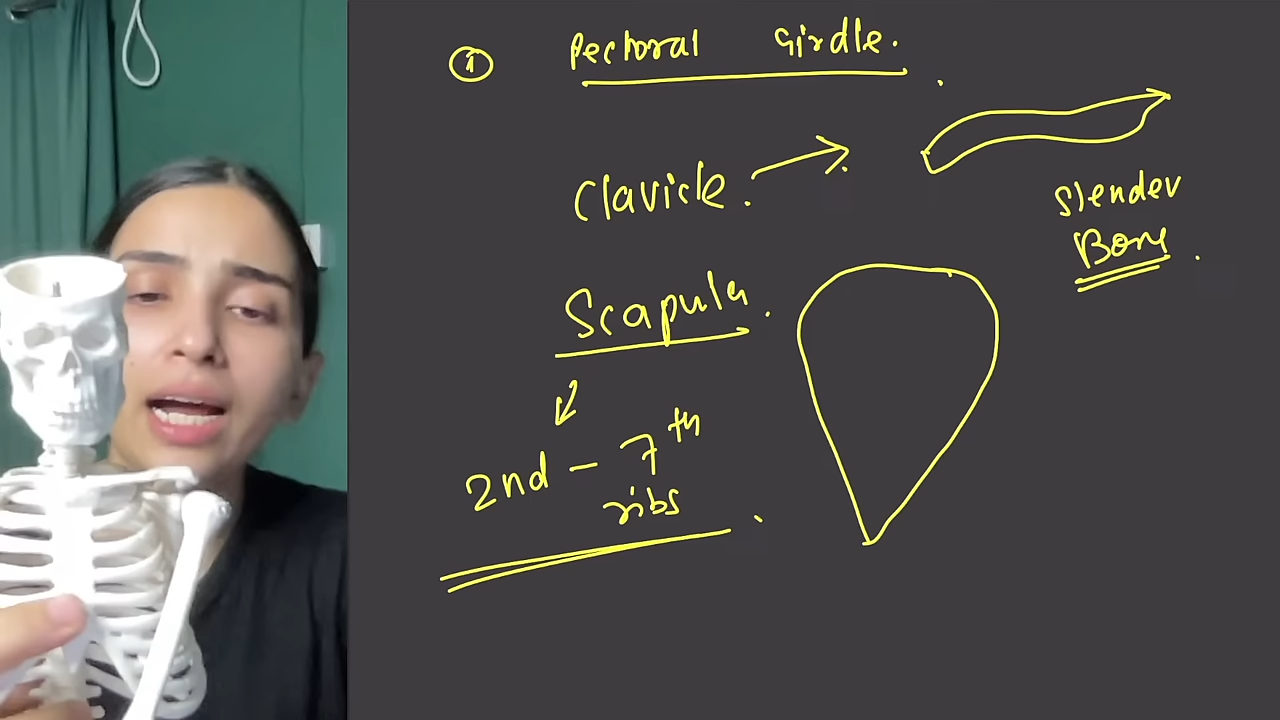 1 Pectoral Girdle.
Clavicle.
Slender
Bone
Scapula.
2nd - 7th
ribs